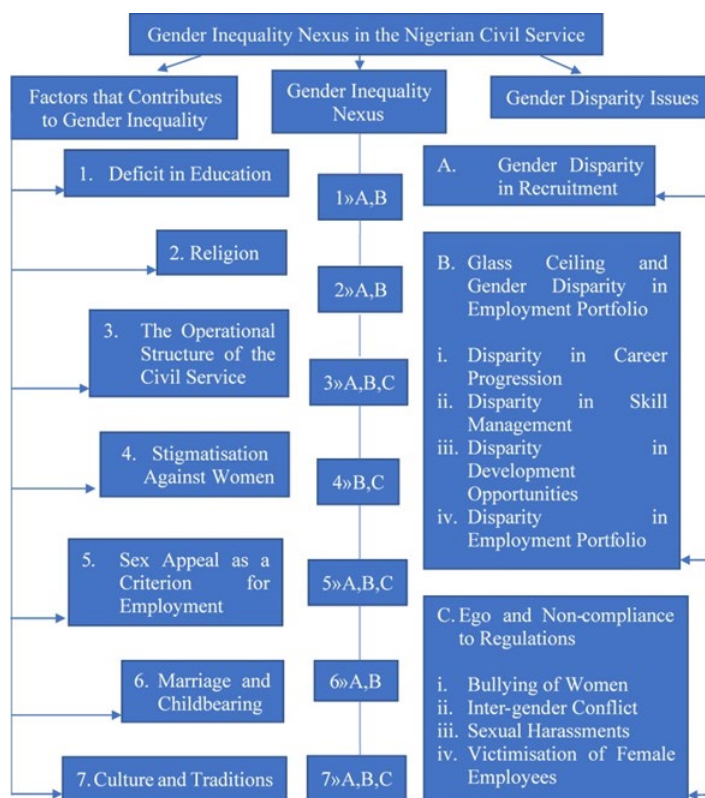 Gender Inequality Nexus in the Nigerian Civil Service
Factors that Contributes
to Gender Inequality
1. Deficit in Education
2. Religion
3. The Operational
Structure of the
Civil Service
4. Stigmatisation
Against Women
5. Sex Appeal as a
Criterion for
Employment
6. Marriage and
Childbearing
7. Culture and Traditions
Gender Inequality
Nexus
1»A,B
2»A,B
3»A,B,C
4»B,C
5»A,B,C
6»A,B
7»A,B,C
Gender Disparity Issues
A. Gender Disparity
in Recruitment
B. Glass Ceiling and
Gender Disparity in
Employment Portfolio
i. Disparity in Career
Progression
ii. Disparity in Skill
Management
iii. Disparity in
Development
Opportunities
iv. Disparity in
Employment Portfolio
C. Ego and Non-compliance
to Regulations
i. Bullying of Women
ii. Inter-gender Conflict
iii. Sexual Harassments
iv. Victimisation of Female
Employees